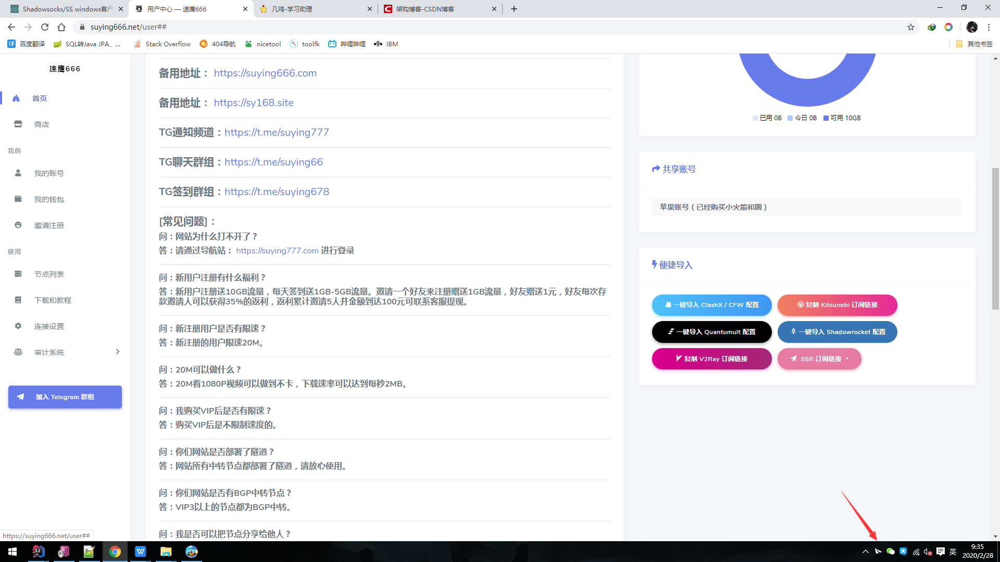 Shadowsocks/SS windows客户
用户中心 — 速鹰666
几鸡-学习助理
架构博客-CSDN博客
suying666.net/user##
百度翻译
SQL转Java JPA、...
Stack Overflow
404导航
nicetool
toolfk
哔哩哔哩
IBM
其他书签
速鹰666
首页
商店
我的
我的账号
我的钱包
邀请注册
使用
节点列表
下载和教程
连接设置
审计系统
加入 Telegram 群组
备用地址： https://suying666.com
备用地址： https://sy168.site
TG通知频道：https://t.me/suying777
TG聊天群组：https://t.me/suying66
TG签到群组：https://t.me/suying678
[常见问题]：
问：网站为什么打不开了？
答：请通过导航站： https://suying777.com 进行登录
问：新用户注册有什么福利？
答：新用户注册送10GB流量，每天签到送1GB-5GB流量。邀请一个好友来注册赠送1GB流量，好友赠送1元，好友每次存
款邀请人可以获得35%的返利，返利累计邀请5人并金额到达100元可联系客服提现。
问：新注册用户是否有限速？
答：新注册的用户限速20M。
问：20M可以做什么？
答：20M看1080P视频可以做到不卡，下载速率可以达到每秒2MB。
问：我购买VIP后是否有限速？
答：购买VIP后是不限制速度的。
问：你们网站是否部署了隧道？
答：网站所有中转节点都部署了隧道，请放心使用。
问：你们网站是否有BGP中转节点？
答：VIP3以上的节点都为BGP中转。
问：我是否可以把节点分享给他人？
已用 0B 今日 0B 可用 10GB
共享账号
苹果账号（已经购买小火箭和圈）
便捷导入
一键导入 ClashX / CFW 配置
复制 Kitsunebi 订阅链接
一键导入 Quantumult 配置
一键导入 Shadowrocket 配置
复制 V2Ray 订阅链接
SSR 订阅链接
https://suying666.net/user##
英
9:35
2020/2/28